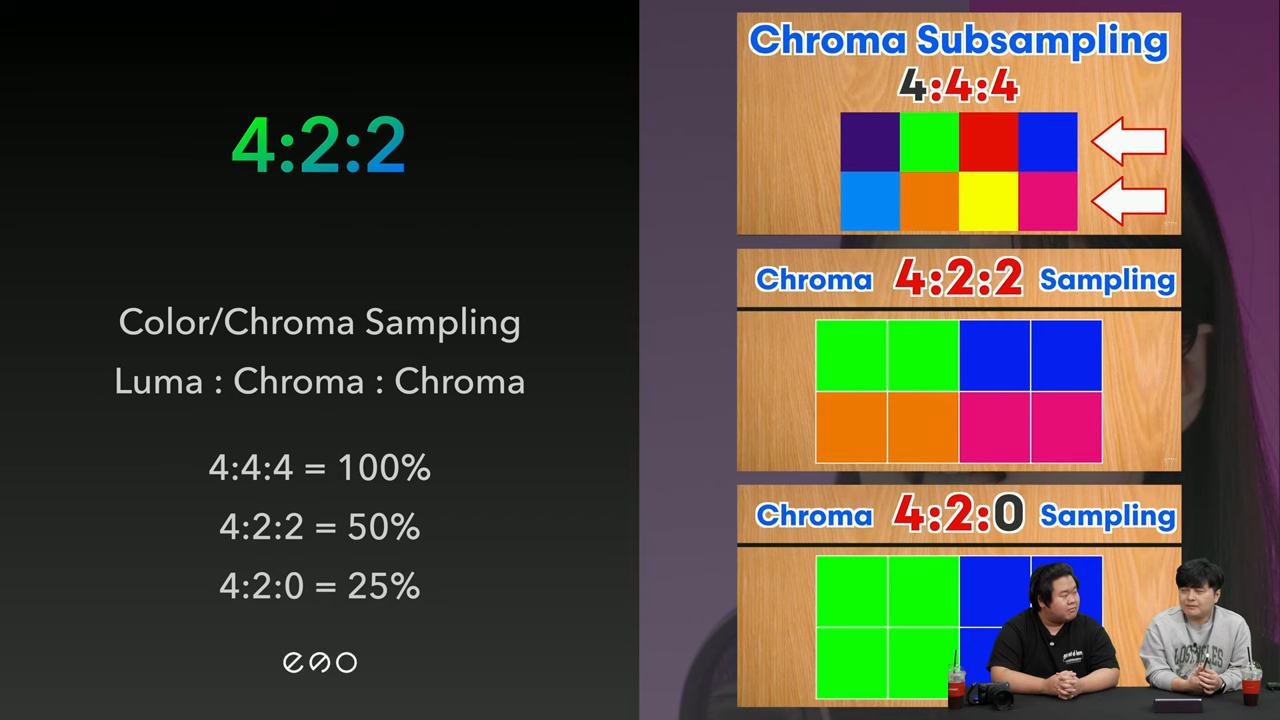 4:2:2
Color/Chroma Sampling
Luma : Chroma : Chroma
4:4:4 = 100%
4:2:2 = 50%
4:2:0 = 25%
eno
Chroma Subsampling
4:4:4
Chroma 4:2:2 Sampling
Chroma 4:2:0 Sampling